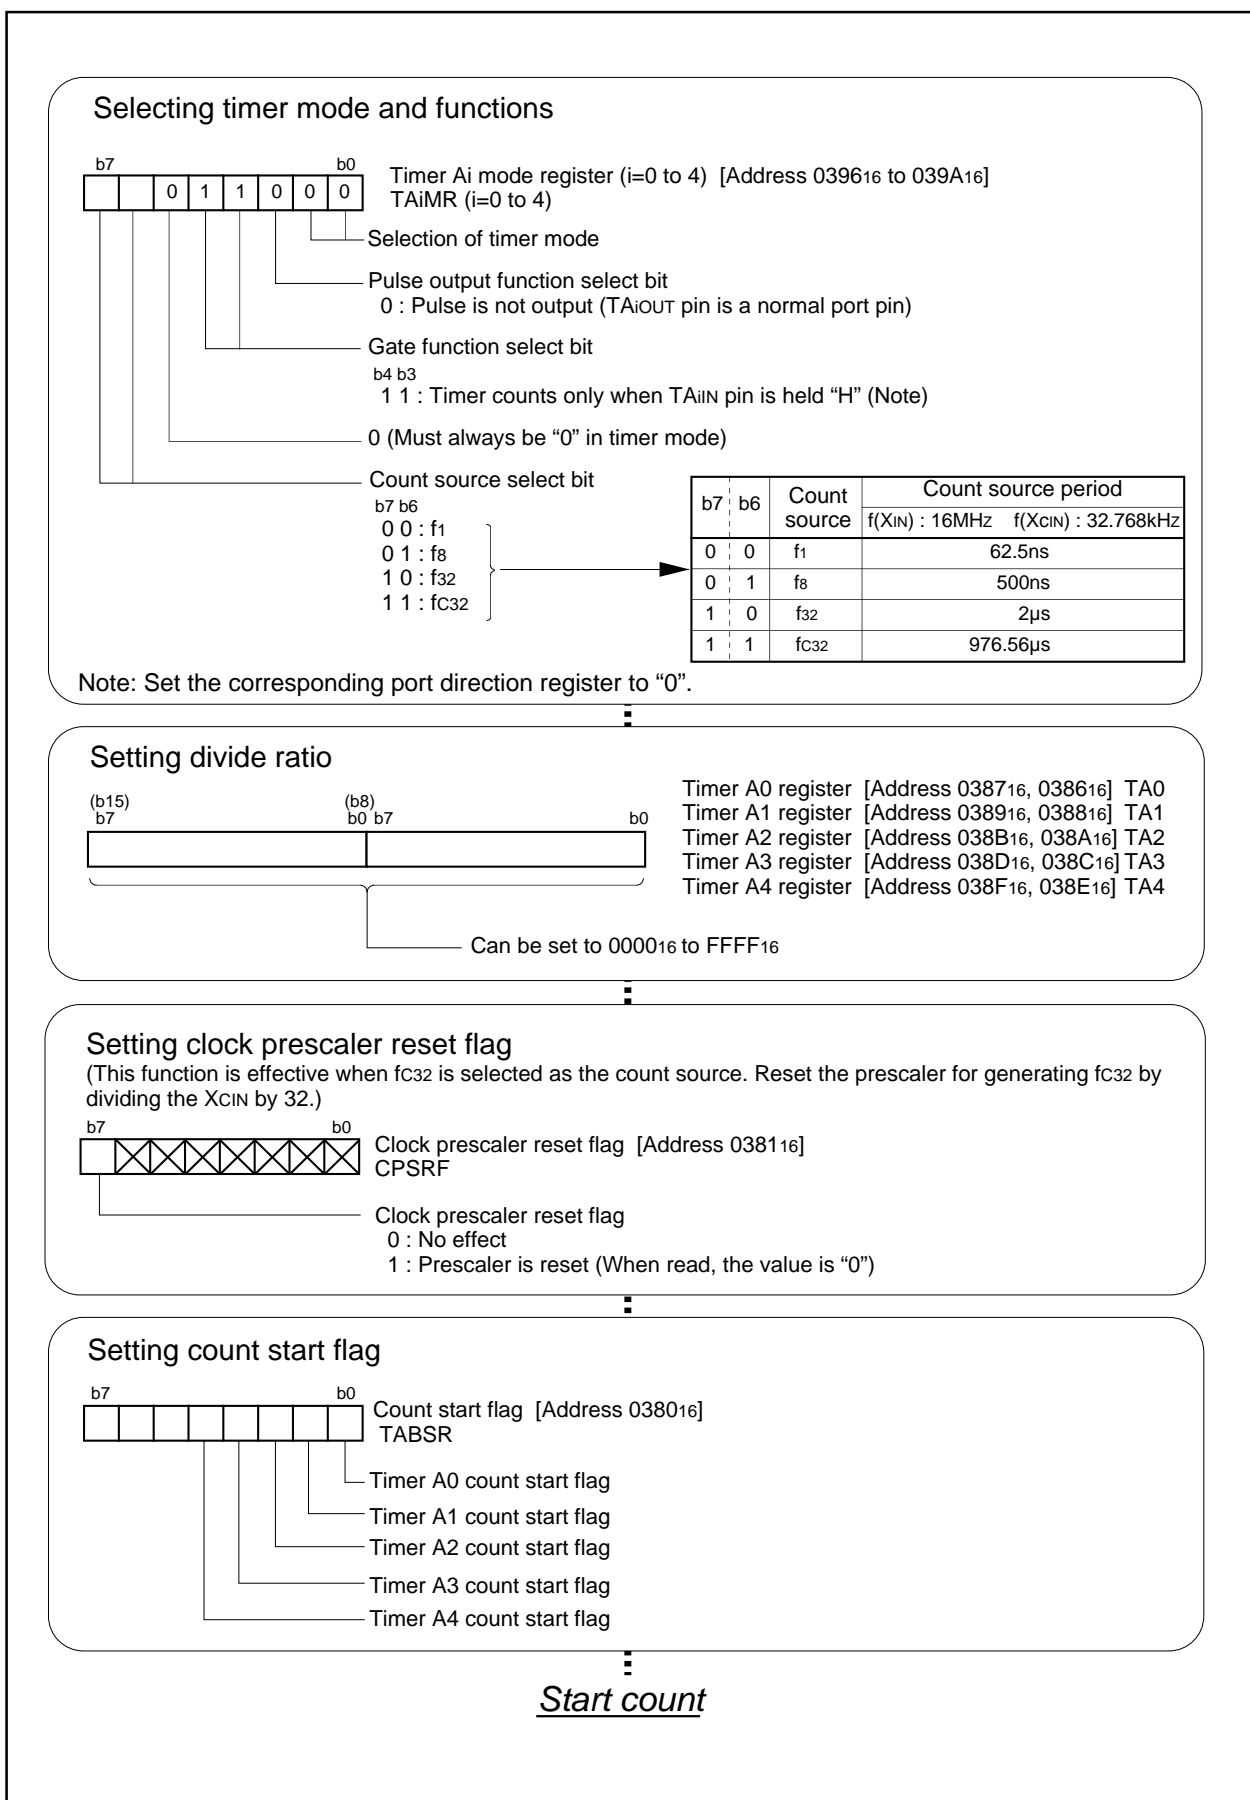 Selecting timer mode and functions
b7 b0
0 1 1 0 0 0
Timer Ai mode register (i=0 to 4) [Address 039616 to 039A16]
TAiMR (i=0 to 4)
Selection of timer mode
Pulse output function select bit
0 : Pulse is not output (TAiOUT pin is a normal port pin)
Gate function select bit
b4 b3
1 1 : Timer counts only when TAiIN pin is held “H” (Note)
0 (Must always be “0” in timer mode)
Count source select bit
b7 b6
0 0 : f1
0 1 : f8
1 0 : f32
1 1 : fC32
b7 b6 Count source Count source period
f(XIN) : 16MHz f(XCIN) : 32.768kHz
0 0 f1 62.5ns
0 1 f8 500ns
1 0 f32 2µs
1 1 fC32 976.56µs
Note: Set the corresponding port direction register to “0”.
Setting divide ratio
(b15) (b8)
b7 b0 b7 b0
Timer A0 register [Address 038716, 038616] TA0
Timer A1 register [Address 038916, 038816] TA1
Timer A2 register [Address 038B16, 038A16] TA2
Timer A3 register [Address 038D16, 038C16] TA3
Timer A4 register [Address 038F16, 038E16] TA4
Can be set to 000016 to FFFF16
Setting clock prescaler reset flag
(This function is effective when fC32 is selected as the count source. Reset the prescaler for generating fC32 by
dividing the XCIN by 32.)
b7 b0
Clock prescaler reset flag [Address 038116]
CPSRF
Clock prescaler reset flag
0 : No effect
1 : Prescaler is reset (When read, the value is “0”)
Setting count start flag
b7 b0
Count start flag [Address 038016]
TABSR
Timer A0 count start flag
Timer A1 count start flag
Timer A2 count start flag
Timer A3 count start flag
Timer A4 count start flag
Start count